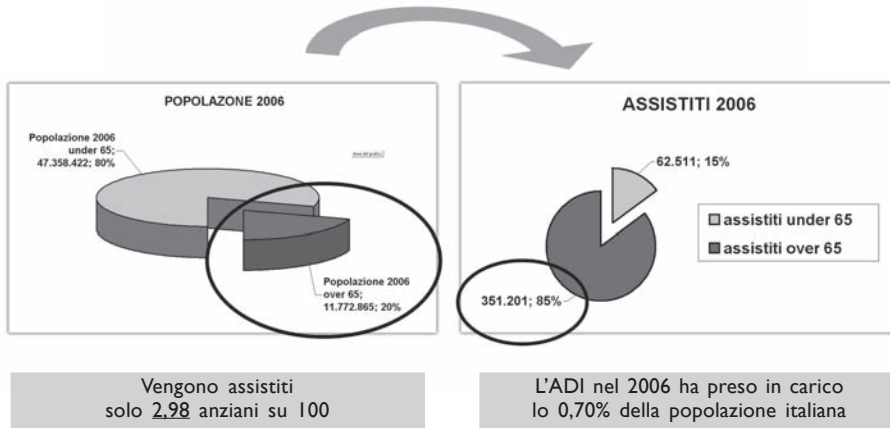 POPOLAZONE 2006
Popolazione 2006
under 65;
47.358.422; 80%
Popolazione 2006
over 65;
11.772.865; 20%
ASSISTITI 2006
62.511; 15%
assistiti under 65
assistiti over 65
351.201; 85%
Vengono assistiti
solo 2,98 anziani su 100
L'ADI nel 2006 ha preso in carico
lo 0,70% della popolazione italiana